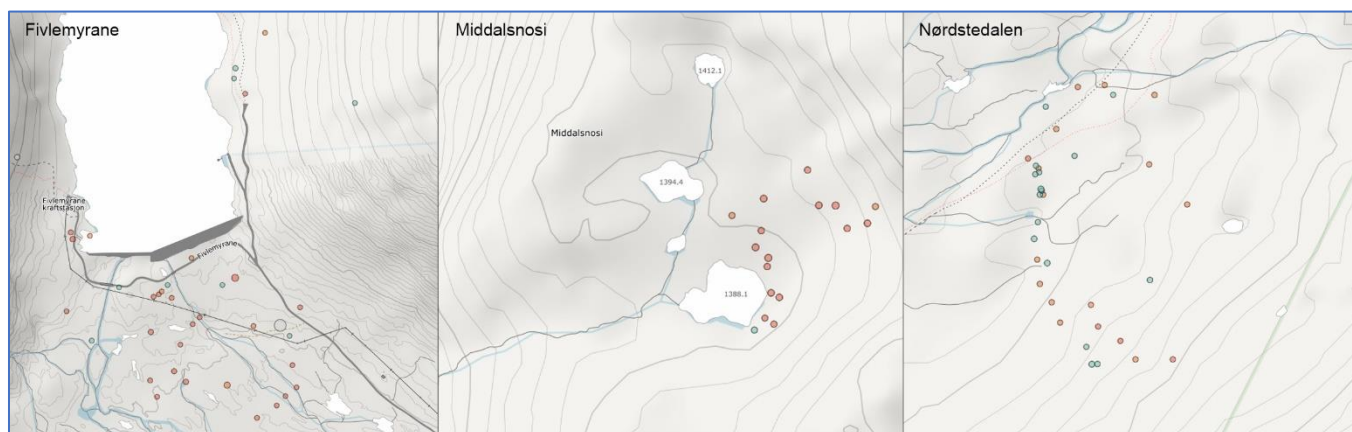 Fivlemyrane
Fivlemyrane
kraftstasjon
Fivlemyrane
Middalsnosi
1412.1
Middalsnosi
1394.4
1388.1
Nørdstedalen